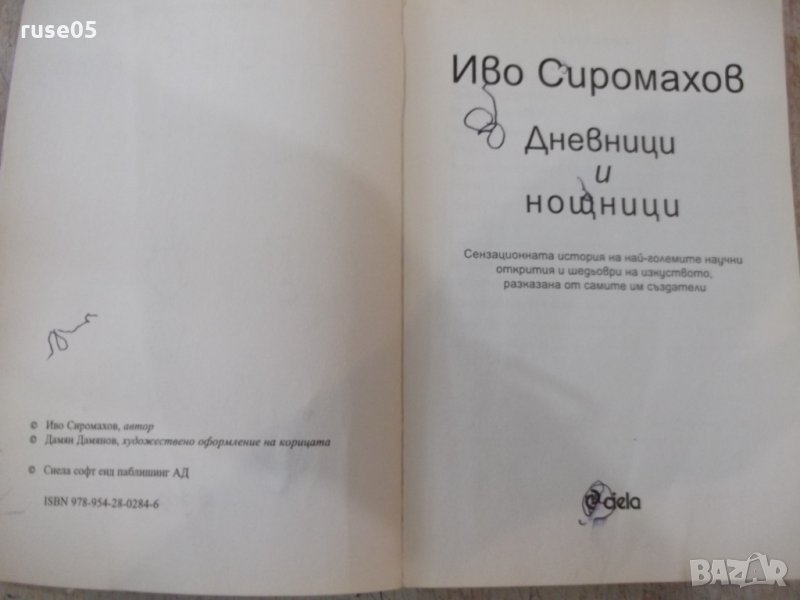 ruse05
© Иво Сиромахов, автор
© Дамян Дамянов, художествено оформление на корицата
© Сиела софт енд паблишинг АД
ISBN 978-954-28-0284-6
Иво Сиромахов
Дневници
и
нощници
Сензационната история на най-големите научни
открития и шедьоври на изкуството,
разказана от самите им създатели
ciela
BAZAR